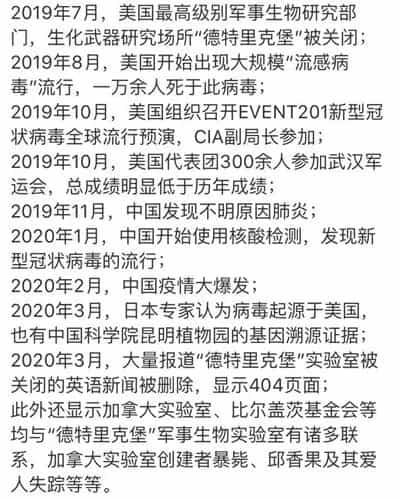 2019年7月，美国最高级别军事生物研究部
门，生化武器研究场所“德特里克堡”被关闭；
2019年8月，美国开始出现大规模“流感病
毒”流行，一万余人死于此病毒；
2019年10月，美国组织召开EVENT201新型冠
状病毒全球流行预演，CIA副局长参加；
2019年10月，美国代表团300余人参加武汉军
运会，总成绩明显低于历年成绩；
2019年11月，中国发现不明原因肺炎；
2020年1月，中国开始使用核酸检测，发现新
型冠状病毒的流行；
2020年2月，中国疫情大爆发；
2020年3月，日本专家认为病毒起源于美国，
也有中国科学院昆明植物园的基因溯源证据；
2020年3月，大量报道“德特里克堡”实验室被
关闭的英语新闻被删除，显示404页面；
此外还显示加拿大实验室、比尔盖茨基金会等
均与“德特里克堡”军事生物实验室有诸多联
系，加拿大实验室创建者暴毙、邱香果及其爱
人失踪等等。